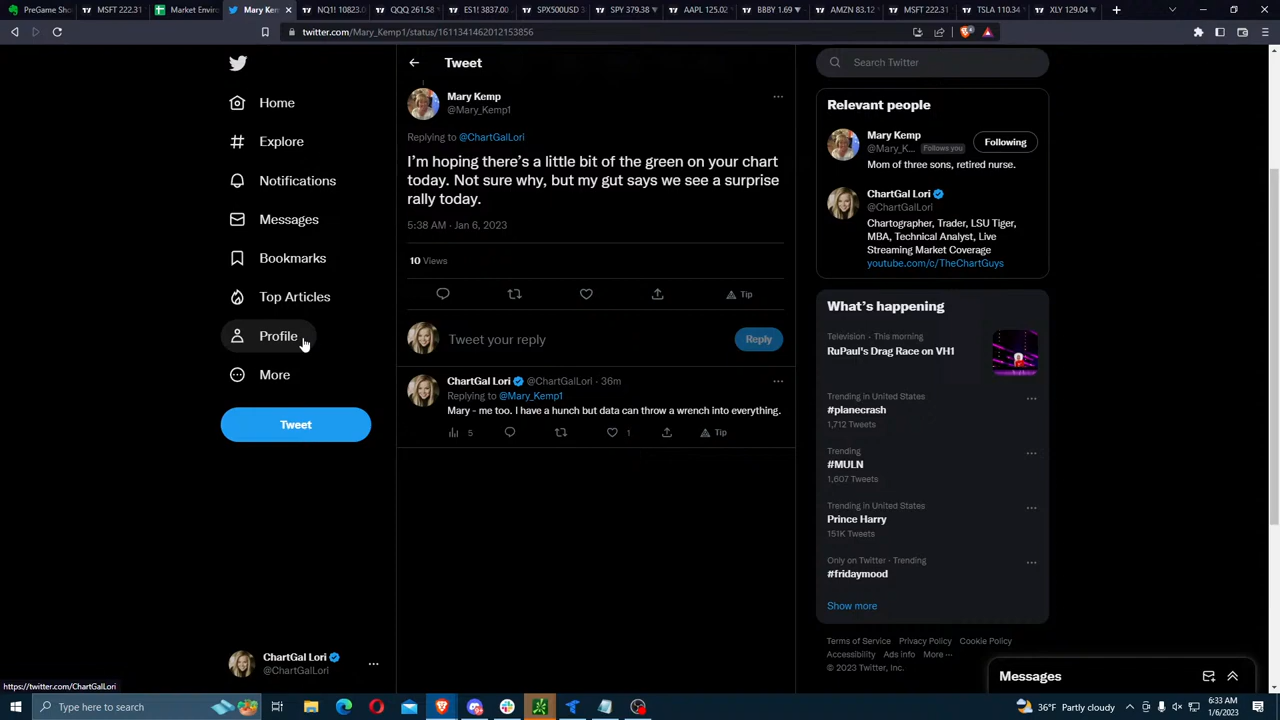 PreGame Sho
MSFT 222.31
Market Enviro
Mary Kem
NQ1! 10823.0
QQQ 261.58
ES1! 3837.00
SPX500USD 3
SPY 379.38
AAPL 125.02
BBBY 1.69
AMZN 83.12
MSFT 222.31
TSLA 110.34
XLY 129.04
twitter.com/Mary_Kemp1/status/1611341462012153856
Home
Explore
Notifications
Messages
Bookmarks
Top Articles
Profile
More
Tweet
ChartGal Lori
@ChartGalLori
https://twitter.com/ChartGalLori
Tweet
Mary Kemp
@Mary_Kemp1
Replying to @ChartGalLori
I'm hoping there's a little bit of the green on your chart
today. Not sure why, but my gut says we see a surprise
rally today.
5:38 AM · Jan 6, 2023
10 Views
Tip
Tweet your reply
Reply
ChartGal Lori @ChartGalLori · 36m
Replying to @Mary_Kemp1
Mary - me too. I have a hunch but data can throw a wrench into everything.
5
1
Tip
Search Twitter
Relevant people
Mary Kemp
@Mary_K... Follows you
Following
Mom of three sons, retired nurse.
ChartGal Lori
@ChartGalLori
Chartographer, Trader, LSU Tiger,
MBA, Technical Analyst, Live
Streaming Market Coverage
youtube.com/c/TheChartGuys
What's happening
Television · This morning
RuPaul's Drag Race on VH1
Trending in United States
#planecrash
1,712 Tweets
Trending
#MULN
1,607 Tweets
Trending in United States
Prince Harry
151K Tweets
Only on Twitter · Trending
#fridaymood
Show more
Terms of Service Privacy Policy Cookie Policy
Accessibility Ads info More ···
© 2023 Twitter, Inc.
Messages
Type here to search
36°F Partly cloudy
6:33 AM
1/6/2023